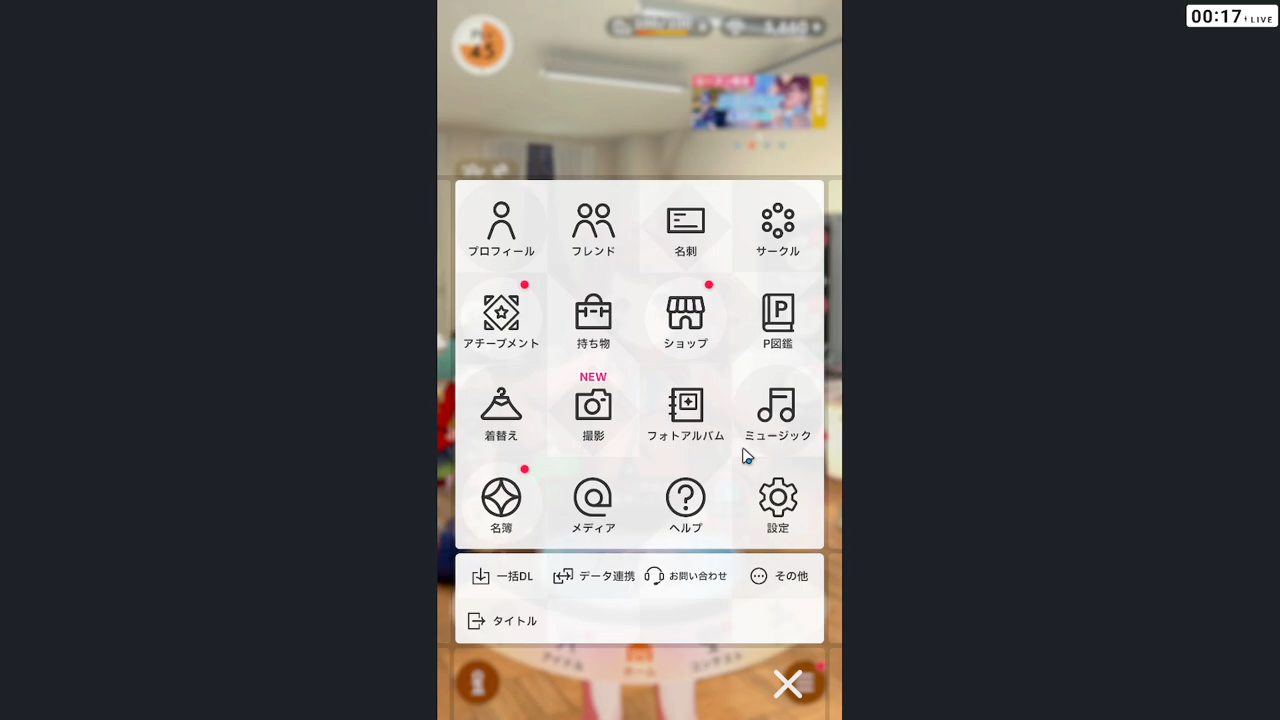 00:17 LIVE
プロフィール
フレンド
名刺
サークル
アチーブメント
持ち物
ショップ
P図鑑
NEW
着替え
撮影
フォトアルバム
ミュージック
名簿
メディア
ヘルプ
設定
一括DL
データ連携
お問い合わせ
その他
タイトル